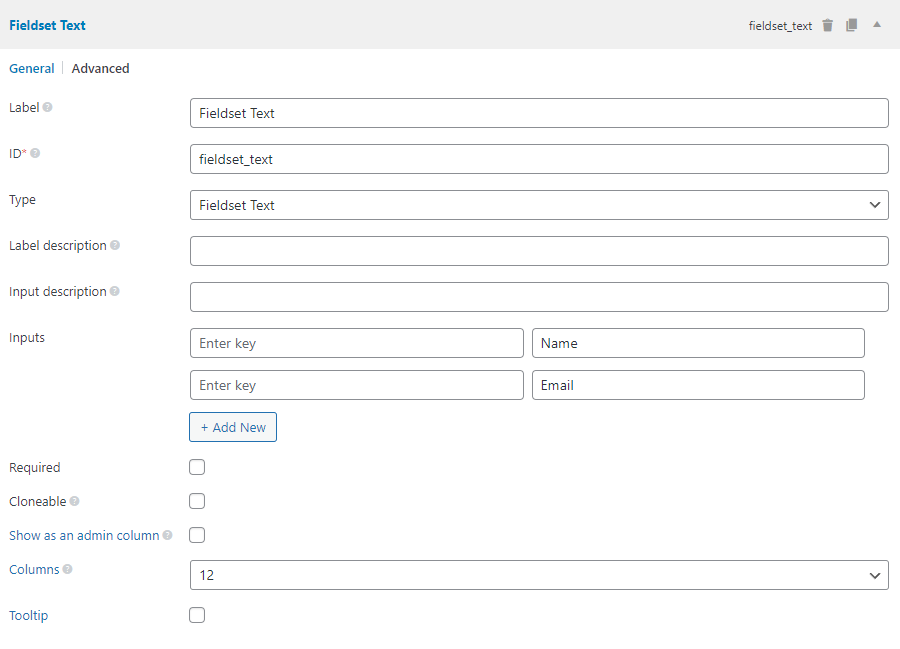 Fieldset Text fieldset_text
General Advanced
Label Fieldset Text
ID* fieldset_text
Type Fieldset Text
Label description
Input description
Inputs Enter key Name
Enter key Email
+ Add New
Required
Cloneable
Show as an admin column
Columns 12
Tooltip